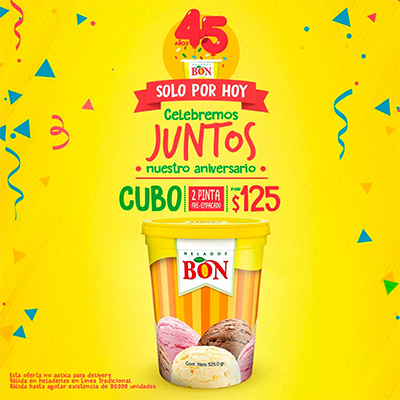 45
AÑOS
HELADOS
BON
SOLO POR HOY
Celebremos
JUNTOS
nuestro aniversario
CUBO 2 PINTA PRE-EMPACADO POR $125
HELADOS
BON
Cont. Neto 525.0 gr.
Esta oferta no aplica para delivery.
Válida en heladerías en Línea Tradicional.
Válida hasta agotar existencia de 90,000 unidades.